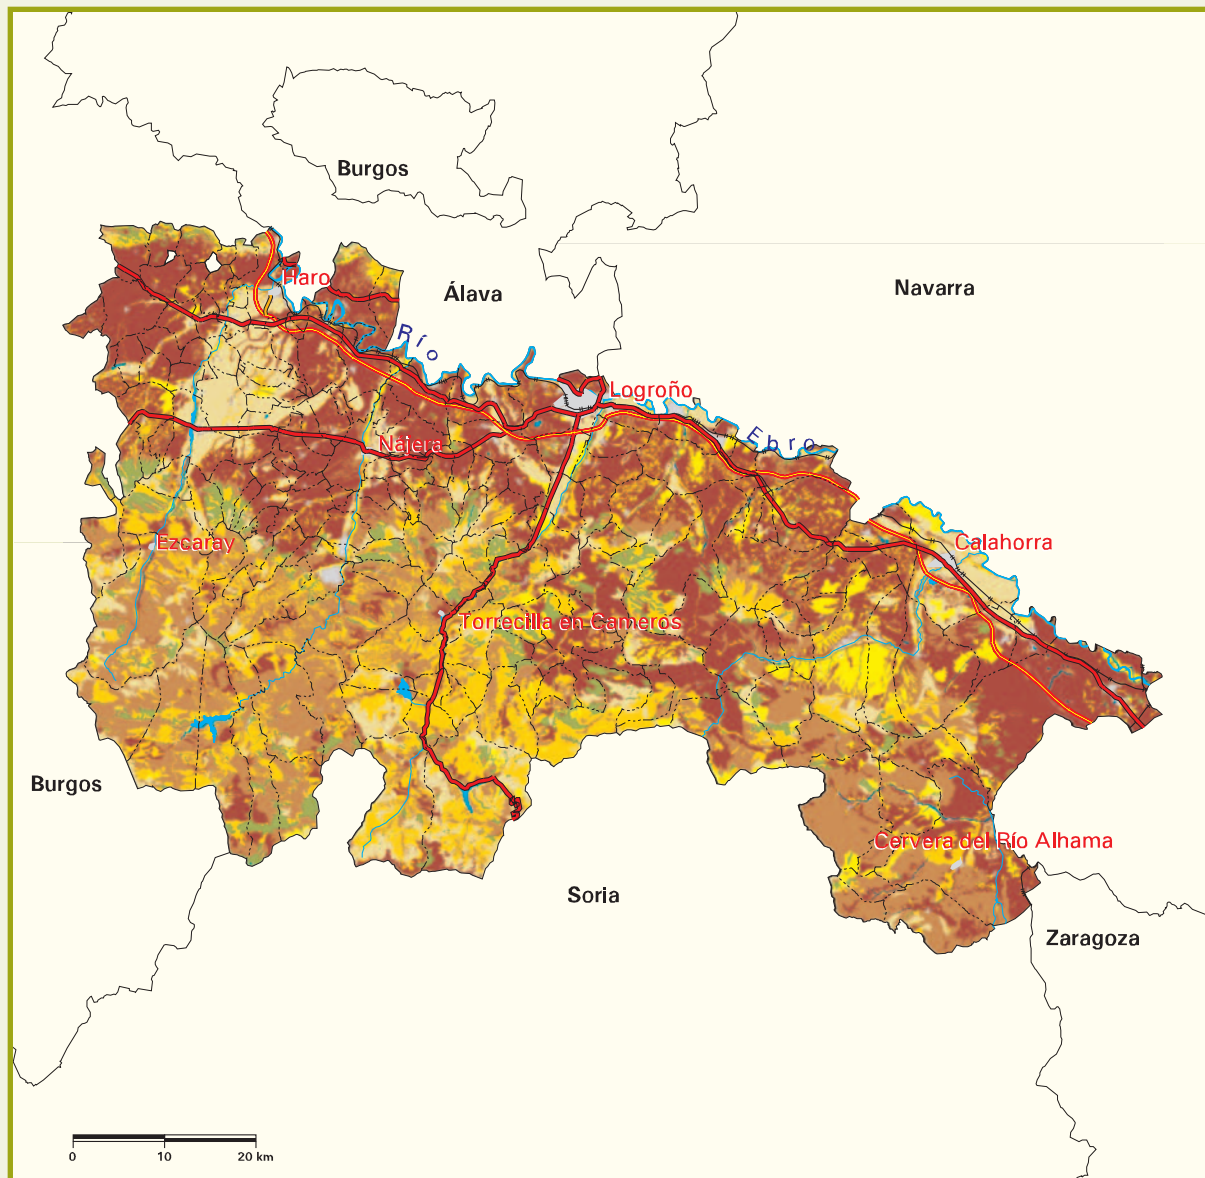 Burgos
Haro
Álava
Navarra
Río
Logroño
Ebro
Najera
Ezcaray
Calahorra
Torrecilla en Cameros
Burgos
Cervera del Río Alhama
Soria
Zaragoza
0 10 20 km